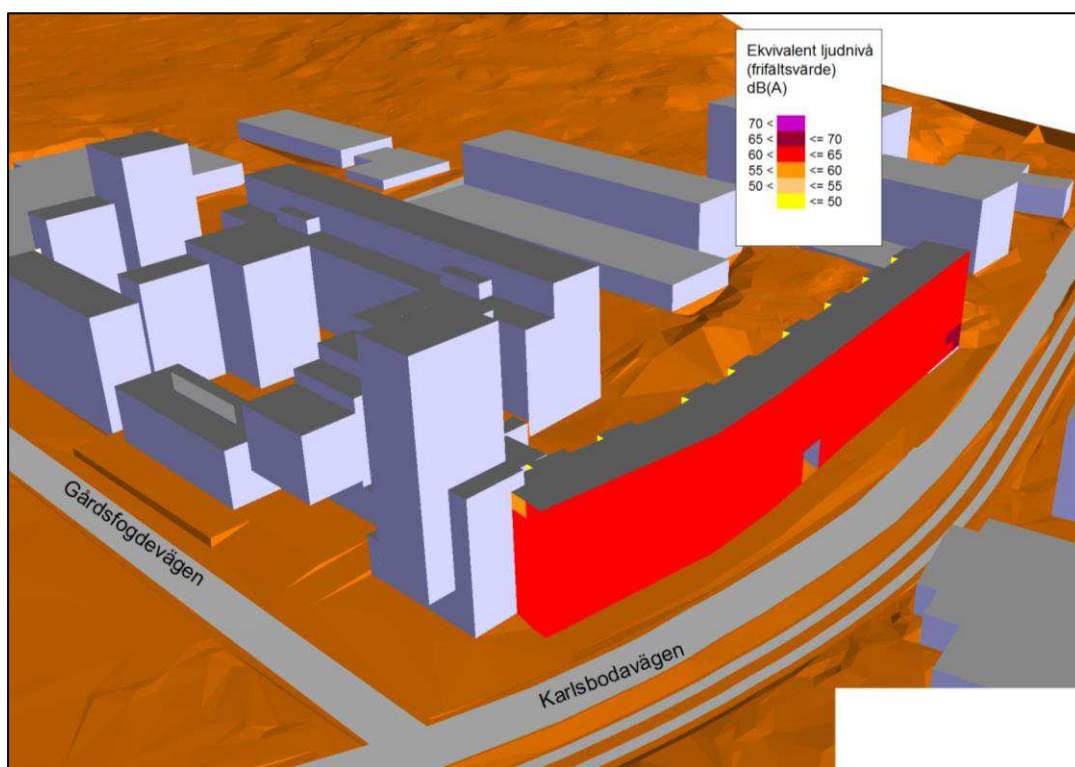 Ekvivalent ljudnivå
(frifältsvärde)
dB(A)
70 <
65 < <= 70
60 < <= 65
55 < <= 60
50 < <= 55
<= 50
Gårdsfogdevägen
Karlsbodavägen